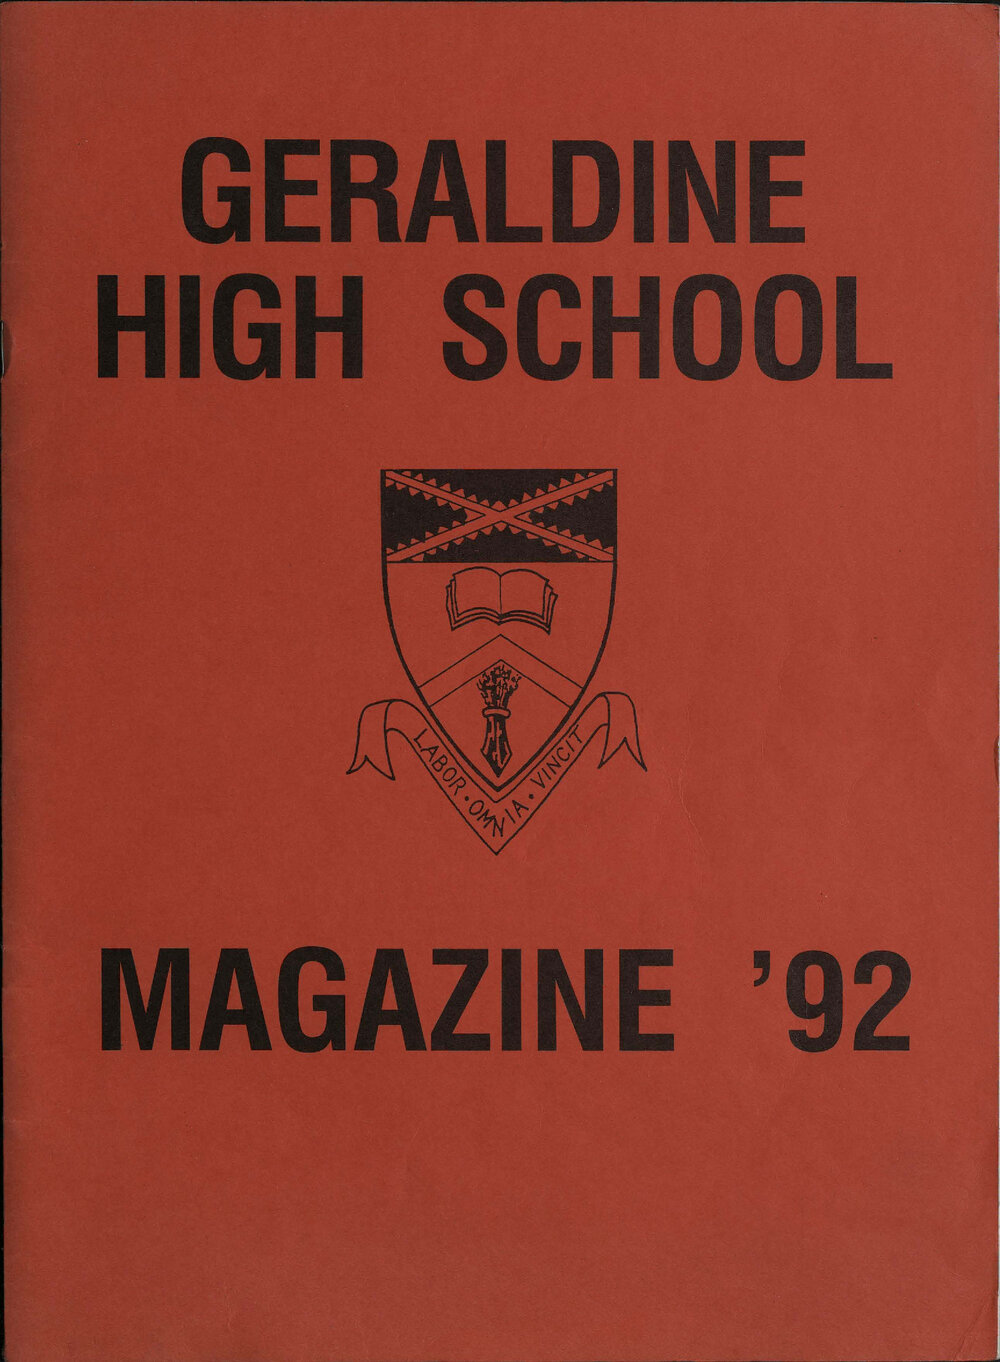 GERALDINE
HIGH SCHOOL
LABOR · OMNIA · VINCIT
MAGAZINE '92